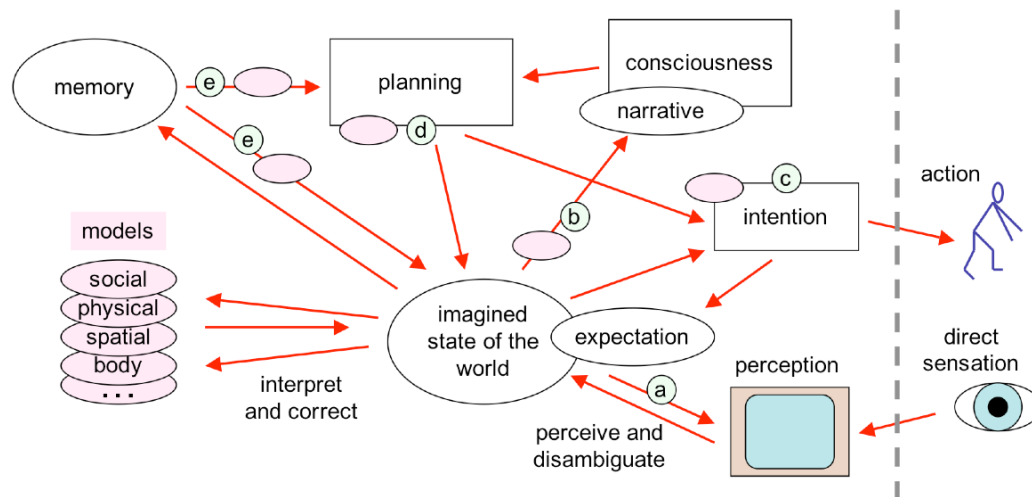 memory
e
planning
consciousness
narrative
d
e
b
c
intention
action
models
social
physical
spatial
body
...
imagined
state of the
world
expectation
interpret
and correct
a
perceive and
disambiguate
perception
direct
sensation